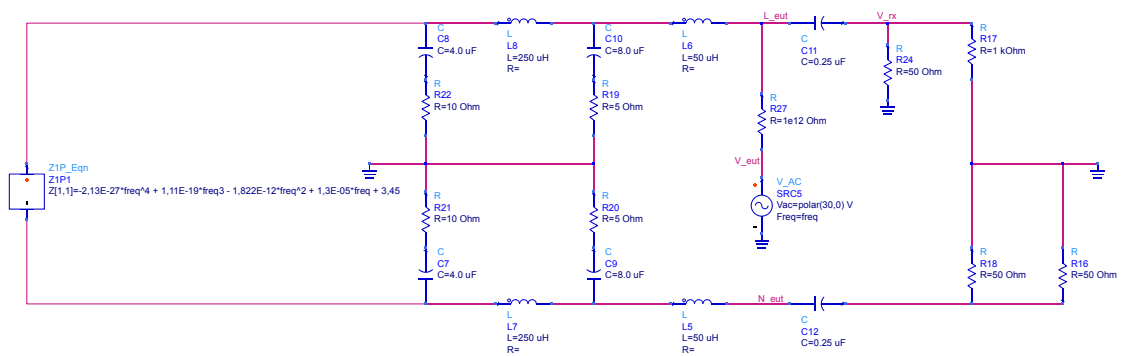 C
C8
C=4.0 uF
L
L8
L=250 uH
R=
C
C10
C=8.0 uF
L
L6
L=50 uH
R=
L_eut
C
C11
C=0.25 uF
V_rx
R
R24
R=50 Ohm
R
R17
R=1 kOhm
R
R22
R=10 Ohm
R
R19
R=5 Ohm
R
R27
R=1e12 Ohm
Z1P_Eqn
Z1P1
Z[1,1]=-2,13E-27*freq^4 + 1,11E-19*freq3 - 1,822E-12*freq^2 + 1,3E-05*freq + 3,45
V_eut
V_AC
SRC5
Vac=polar(30,0) V
Freq=freq
R
R21
R=10 Ohm
R
R20
R=5 Ohm
C
C7
C=4.0 uF
C
C9
C=8.0 uF
R
R18
R=50 Ohm
R
R16
R=50 Ohm
L
L7
L=250 uH
R=
L
L5
L=50 uH
R=
N_eut
C
C12
C=0.25 uF